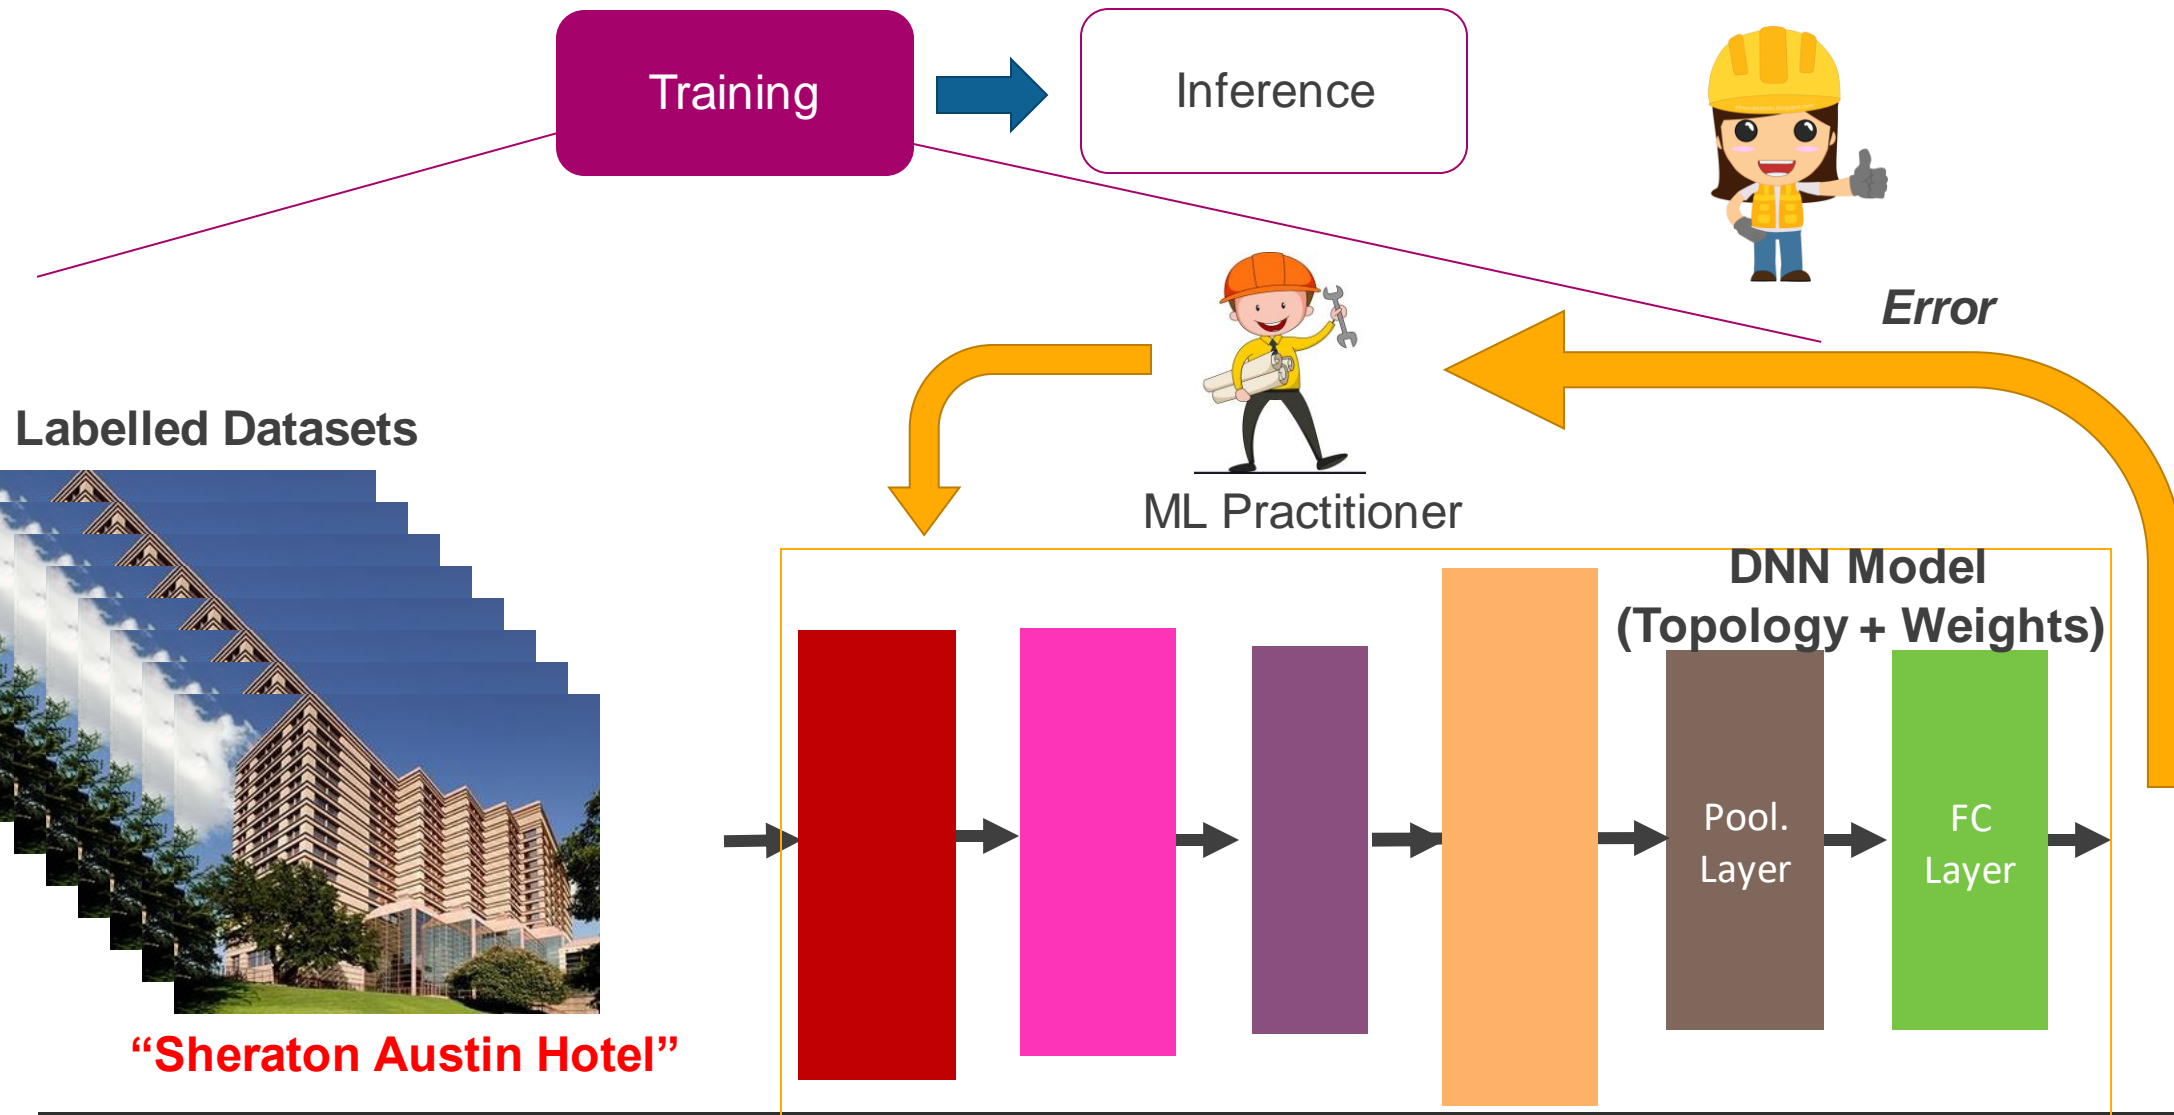 Training
Inference
Error
Labelled Datasets
ML Practitioner
DNN Model
(Topology + Weights)
Pool.
Layer
FC
Layer
“Sheraton Austin Hotel”